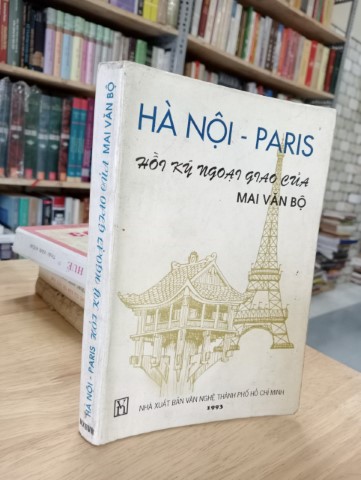 HÀ NỘI - PARIS
HỒI KÝ NGOẠI GIAO CỦA
MAI VĂN BỘ
NHÀ XUẤT BẢN VĂN NGHỆ THÀNH PHỐ HỒ CHÍ MINH
1993
HÀ NỘI - PARIS HỒI KÝ NGOẠI GIAO CỦA MAI VĂN BỘ
HUẾ